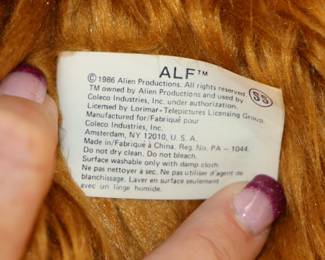 ALF™
©1986 Alien Productions. All rights reserved.
TM owned by Alien Productions and used by
Coleco Industries, Inc. under authorization.
Licensed by Lorimar-Telepictures Licensing Group.
Manufactured for/Fabriqué pour
Coleco Industries, Inc.
Amsterdam, NY 12010, U. S. A.
Made in/Fabriqué en China. Reg. No. PA - 1044.
Do not dry clean. Do not bleach.
Surface washable only with damp cloth.
Ne pas nettoyer à sec. Ne pas utiliser d'agent de
blanchissage. Laver en surface seulement
avec un linge humide.
SS